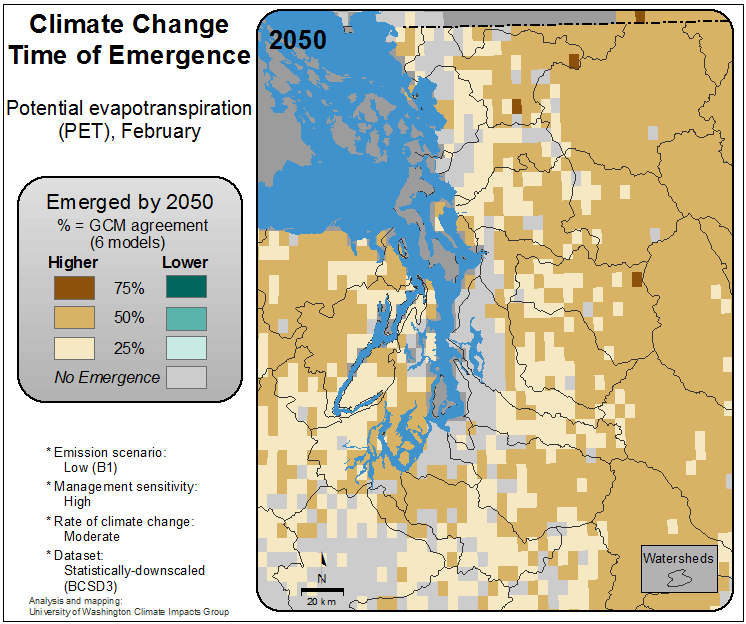 Climate Change
Time of Emergence
Potential evapotranspiration
(PET), February
Emerged by 2050
% = GCM agreement
(6 models)
Higher Lower
75%
50%
25%
No Emergence
* Emission scenario:
Low (B1)
* Management sensitivity:
High
* Rate of climate change:
Moderate
* Dataset:
Statistically-downscaled
(BCSD3)
Analysis and mapping:
University of Washington Climate Impacts Group
2050
N
20 km
Watersheds